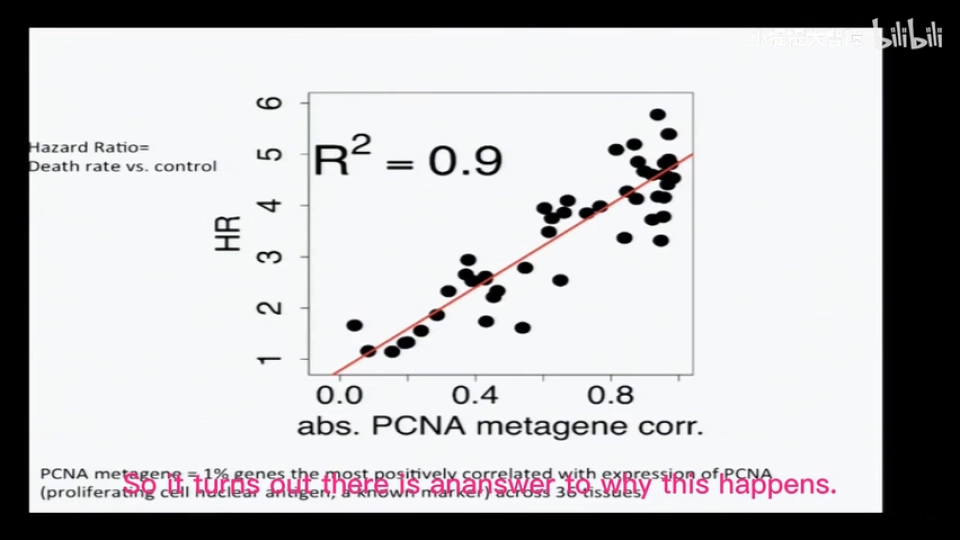 bilibili
Hazard Ratio=
Death rate vs. control
R² = 0.9
HR
6
5
4
3
2
1
0.0 0.4 0.8
abs. PCNA metagene corr.
PCNA metagene = 1% genes the most positively correlated with expression of PCNA
(proliferating cell nuclear antigen, a known marker) across 36 tissues
So it turns out there is ananswer to why this happens.